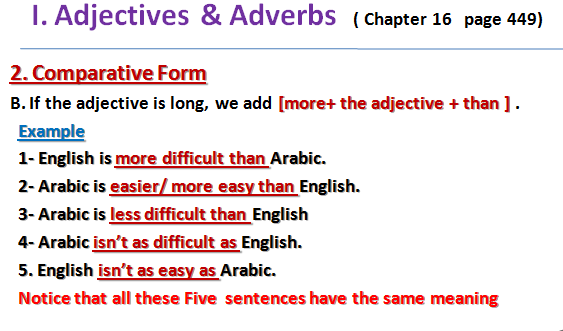 I. Adjectives & Adverbs ( Chapter 16 page 449)
2. Comparative Form
B. If the adjective is long, we add [more+ the adjective + than ] .
Example
1- English is more difficult than Arabic.
2- Arabic is easier/ more easy than English.
3- Arabic is less difficult than English
4- Arabic isn't as difficult as English.
5. English isn't as easy as Arabic.
Notice that all these Five sentences have the same meaning